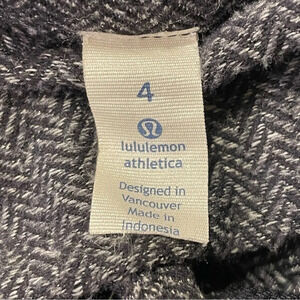 4
lululemon
athletica
Designed in
Vancouver
Made in
Indonesia